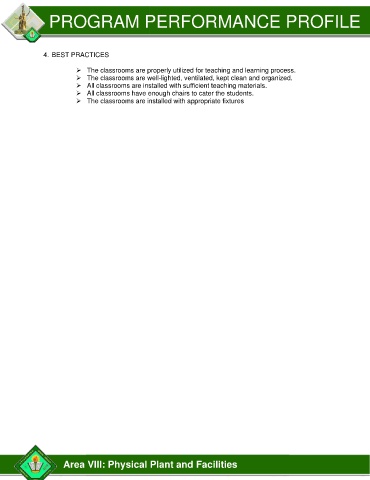 PROGRAM PERFORMANCE PROFILE
4. BEST PRACTICES
➢ The classrooms are properly utilized for teaching and learning process.
➢ The classrooms are well-lighted, ventilated, kept clean and organized.
➢ All classrooms are installed with sufficient teaching materials.
➢ All classrooms have enough chairs to cater the students.
➢ The classrooms are installed with appropriate fixtures
Area VIII: Physical Plant and Facilities